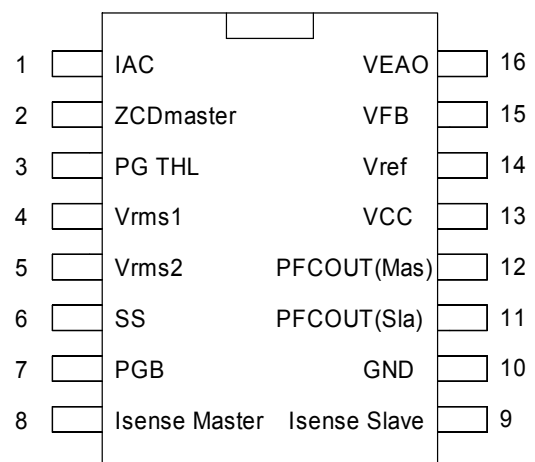 1 IAC VEAO 16
2 ZCDmaster VFB 15
3 PG THL Vref 14
4 Vrms1 VCC 13
5 Vrms2 PFCOUT(Mas) 12
6 SS PFCOUT(Sla) 11
7 PGB GND 10
8 Isense Master Isense Slave 9